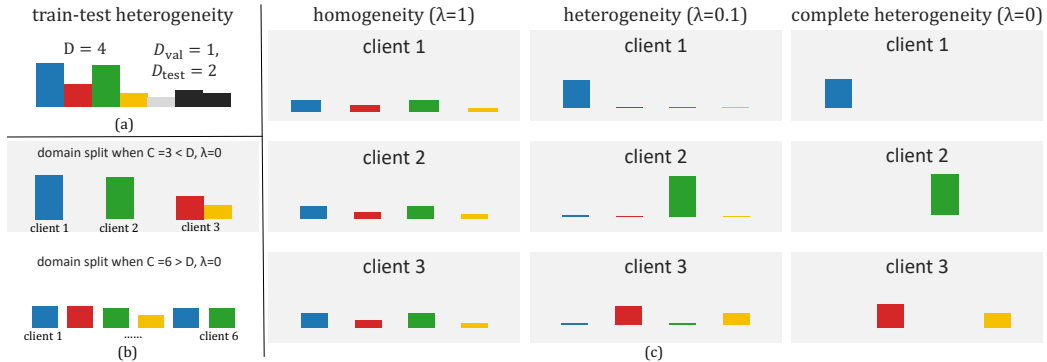 train-test heterogeneity
D = 4
D_val = 1,
D_test = 2
(a)
domain split when C =3 < D, λ=0
client 1
client 2
client 3
domain split when C =6 > D, λ=0
client 1
......
client 6
(b)
homogeneity (λ=1)
heterogeneity (λ=0.1)
complete heterogeneity (λ=0)
client 1
client 1
client 1
client 2
client 2
client 2
client 3
client 3
client 3
(c)